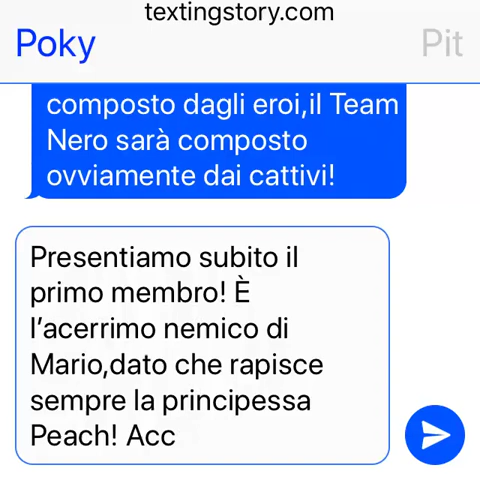 textingstory.com
Poky Pit
composto dagli eroi,il Team
Nero sarà composto
ovviamente dai cattivi!
Presentiamo subito il
primo membro! È
l’acerrimo nemico di
Mario,dato che rapisce
sempre la principessa
Peach! Acc